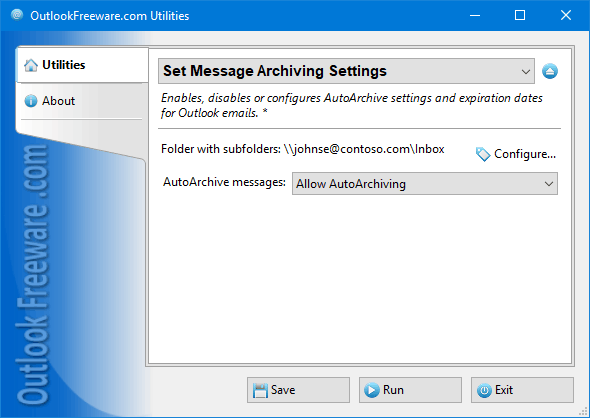 OutlookFreeware.com Utilities
Utilities
About
Set Message Archiving Settings
Enables, disables or configures AutoArchive settings and expiration dates
for Outlook emails. *
Folder with subfolders: \\johnse@contoso.com\Inbox
Configure...
AutoArchive messages:
Allow AutoArchiving
Outlook Freeware .com
Save
Run
Exit